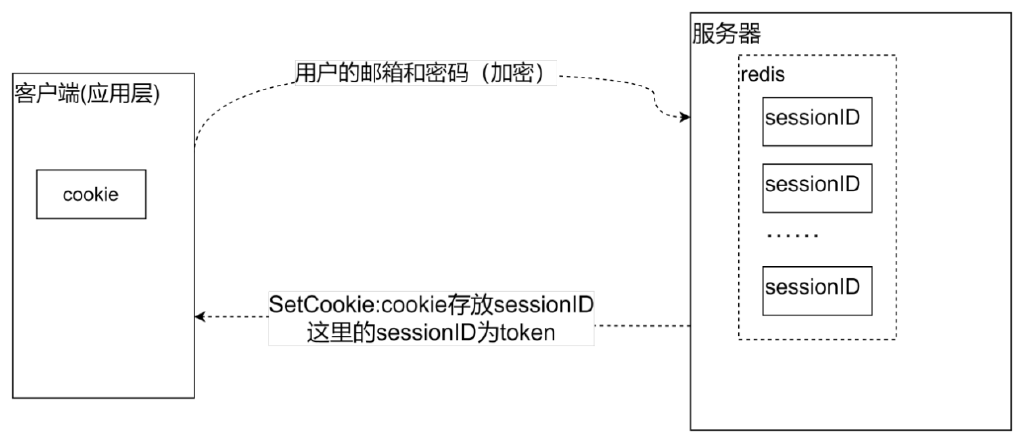 服务器
用户的邮箱和密码（加密）
redis
客户端(应用层)
sessionID
cookie
sessionID
······
sessionID
SetCookie:cookie存放sessionID
这里的sessionID为token